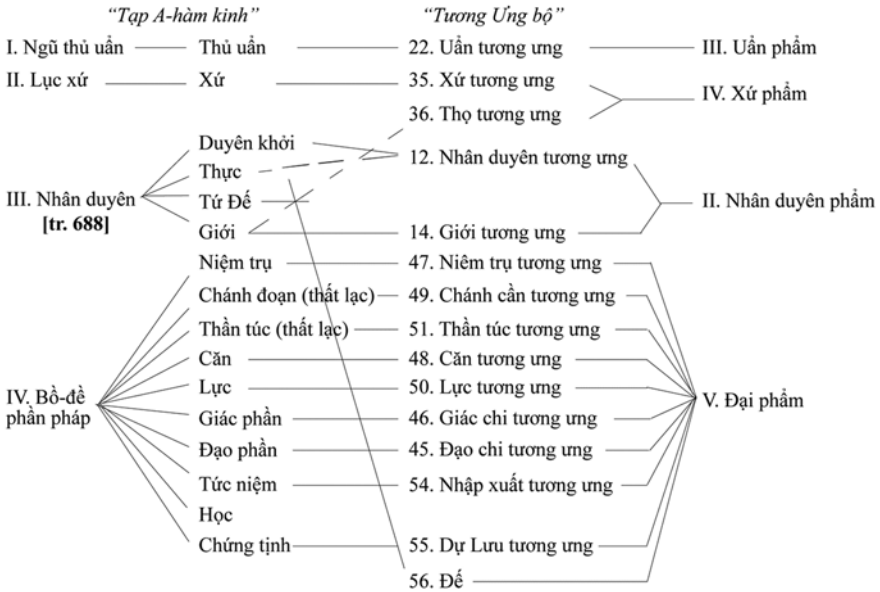 “Tạp A-hàm kinh” “Tương Ưng bộ”
I. Ngũ thủ uẩn Thủ uẩn 22. Uẩn tương ưng III. Uẩn phẩm
II. Lục xứ Xứ 35. Xứ tương ưng
IV. Xứ phẩm
36. Thọ tương ưng
Duyên khởi
12. Nhân duyên tương ưng
Thực
III. Nhân duyên Tứ Đế II. Nhân duyên phẩm
[tr. 688]
Giới 14. Giới tương ưng
Niệm trụ 47. Niêm trụ tương ưng
Chánh đoạn (thất lạc) 49. Chánh cần tương ưng
Thần túc (thất lạc) 51. Thần túc tương ưng
Căn 48. Căn tương ưng
Lực 50. Lực tương ưng
IV. Bồ-đề
phần pháp
V. Đại phẩm
Giác phần 46. Giác chi tương ưng
Đạo phần 45. Đạo chi tương ưng
Tức niệm 54. Nhập xuất tương ưng
Học
Chứng tịnh 55. Dự Lưu tương ưng
56. Đế